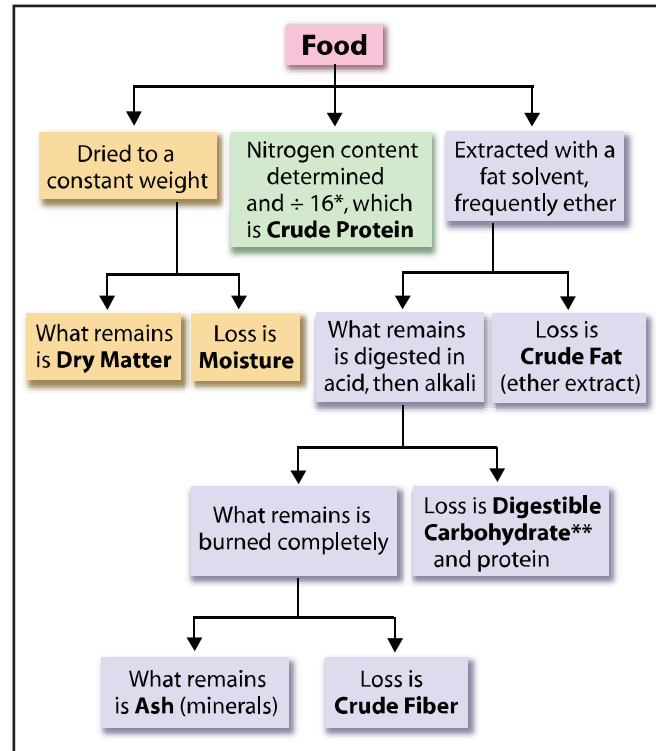 Food
Dried to a
constant weight
Nitrogen content
determined
and ÷ 16*, which
is Crude Protein
Extracted with a
fat solvent,
frequently ether
What remains
is Dry Matter
Loss is
Moisture
What remains
is digested in
acid, then alkali
Loss is
Crude Fat
(ether extract)
What remains is
burned completely
Loss is Digestible
Carbohydrate**
and protein
What remains
is Ash (minerals)
Loss is
Crude Fiber